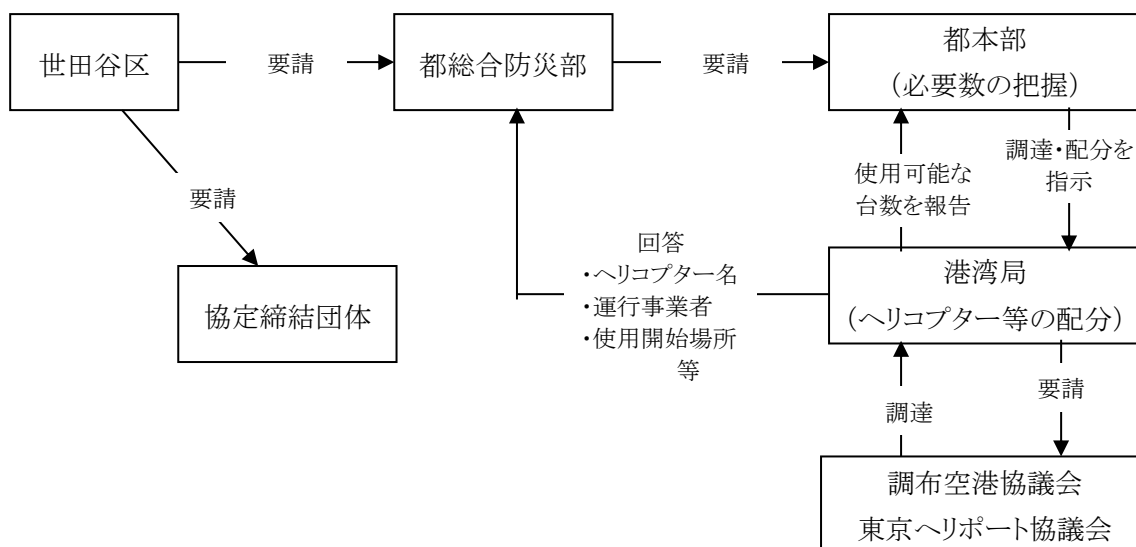 世田谷区
要請
都総合防災部
要請
都本部
(必要数の把握)
要請
使用可能な
台数を報告
調達・配分を
指示
協定締結団体
回答
・ヘリコプター名
・運行事業者
・使用開始場所
等
港湾局
(ヘリコプター等の配分)
調達
要請
調布空港協議会
東京ヘリポート協議会